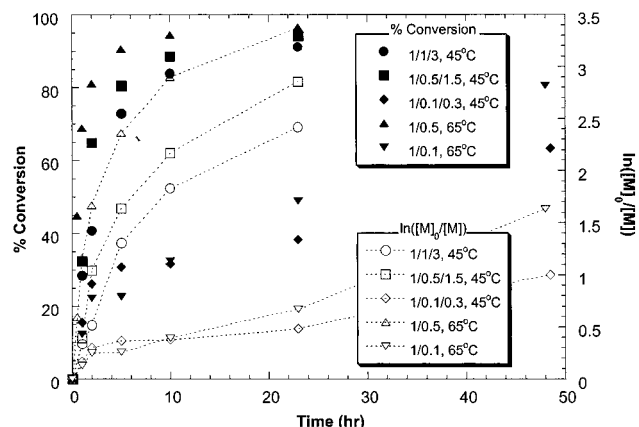 100
80
60
40
20
0
% Conversion
3.5
3
2.5
2
1.5
1
0.5
0
ln([M]0/[M])
0
10
20
30
40
50
Time (hr)
% Conversion
1/1/3, 45°C
1/0.5/1.5, 45°C
1/0.1/0.3, 45°C
1/0.5, 65°C
1/0.1, 65°C
ln([M]0/[M])
1/1/3, 45°C
1/0.5/1.5, 45°C
1/0.1/0.3, 45°C
1/0.5, 65°C
1/0.1, 65°C